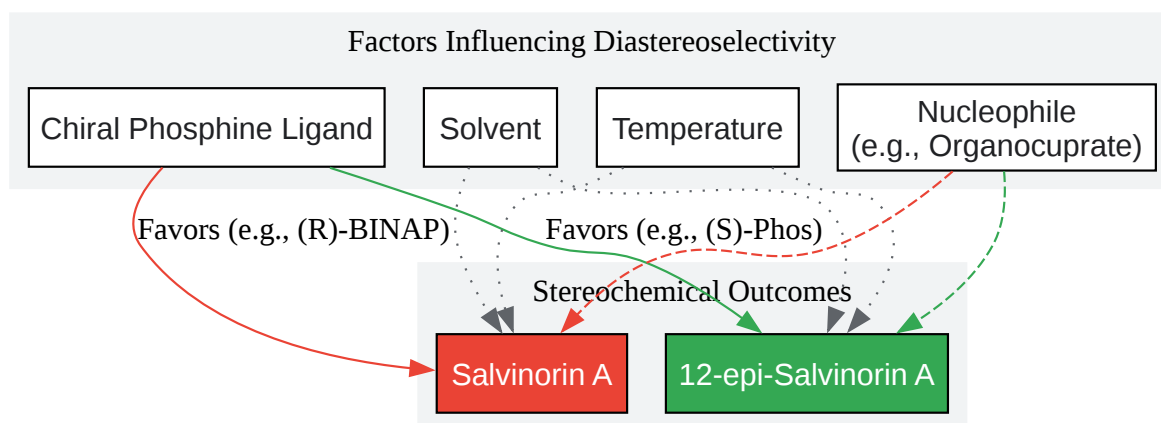 Factors Influencing Diastereoselectivity
Chiral Phosphine Ligand
Solvent
Temperature
Nucleophile
(e.g., Organocuprate)
Favors (e.g., (R)-BINAP)
Favors (e.g., (S)-Phos)
Stereochemical Outcomes
Salvinorin A
12-epi-Salvinorin A